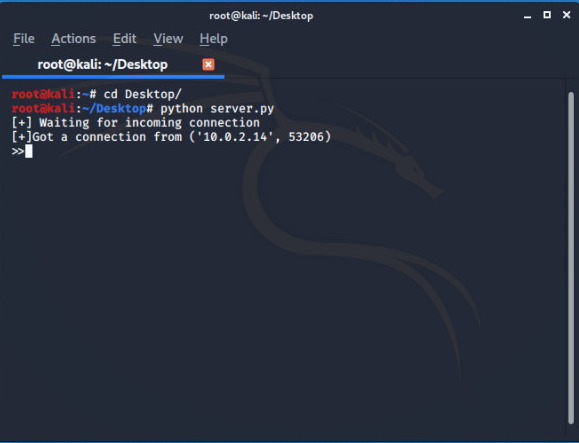 root@kali: ~/Desktop
File Actions Edit View Help
root@kali: ~/Desktop
root@kali:~# cd Desktop/
root@kali:~/Desktop# python server.py
[+] Waiting for incoming connection
[+]Got a connection from ('10.0.2.14', 53206)
>>